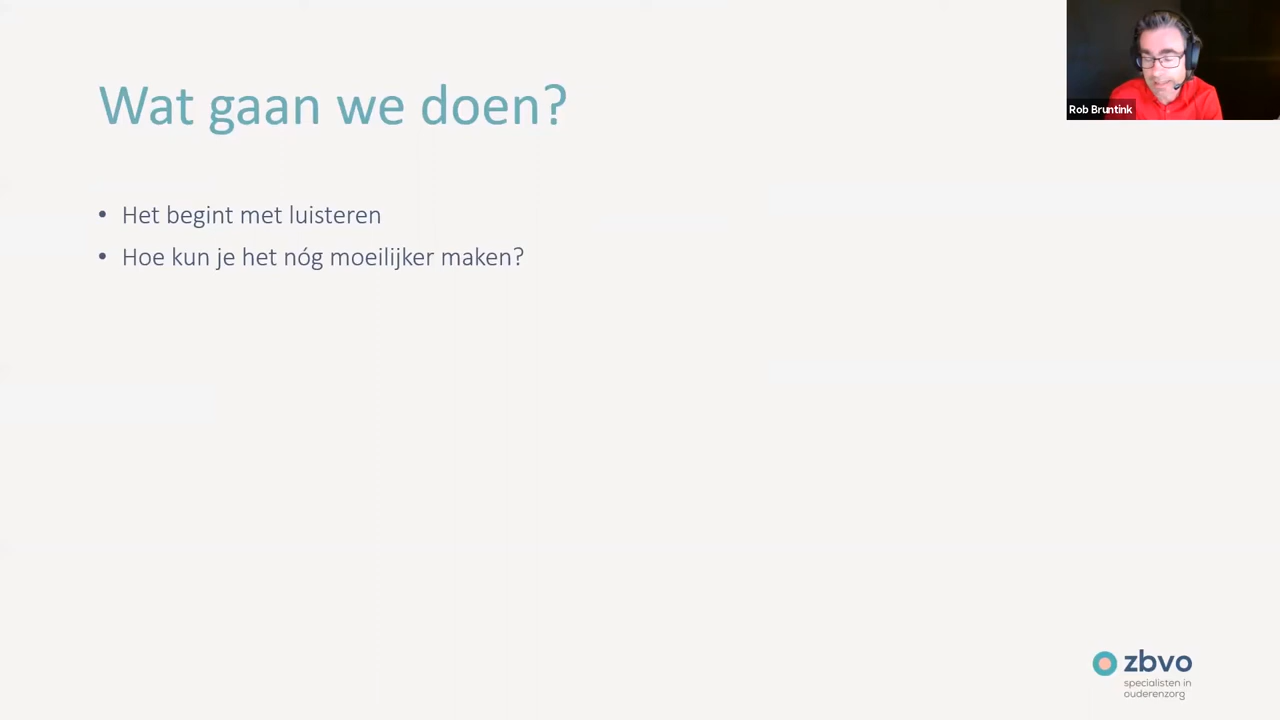 Wat gaan we doen?
Rob Bruntink
• Het begint met luisteren
• Hoe kun je het nóg moeilijker maken?
zbvo
specialisten in
ouderenzorg